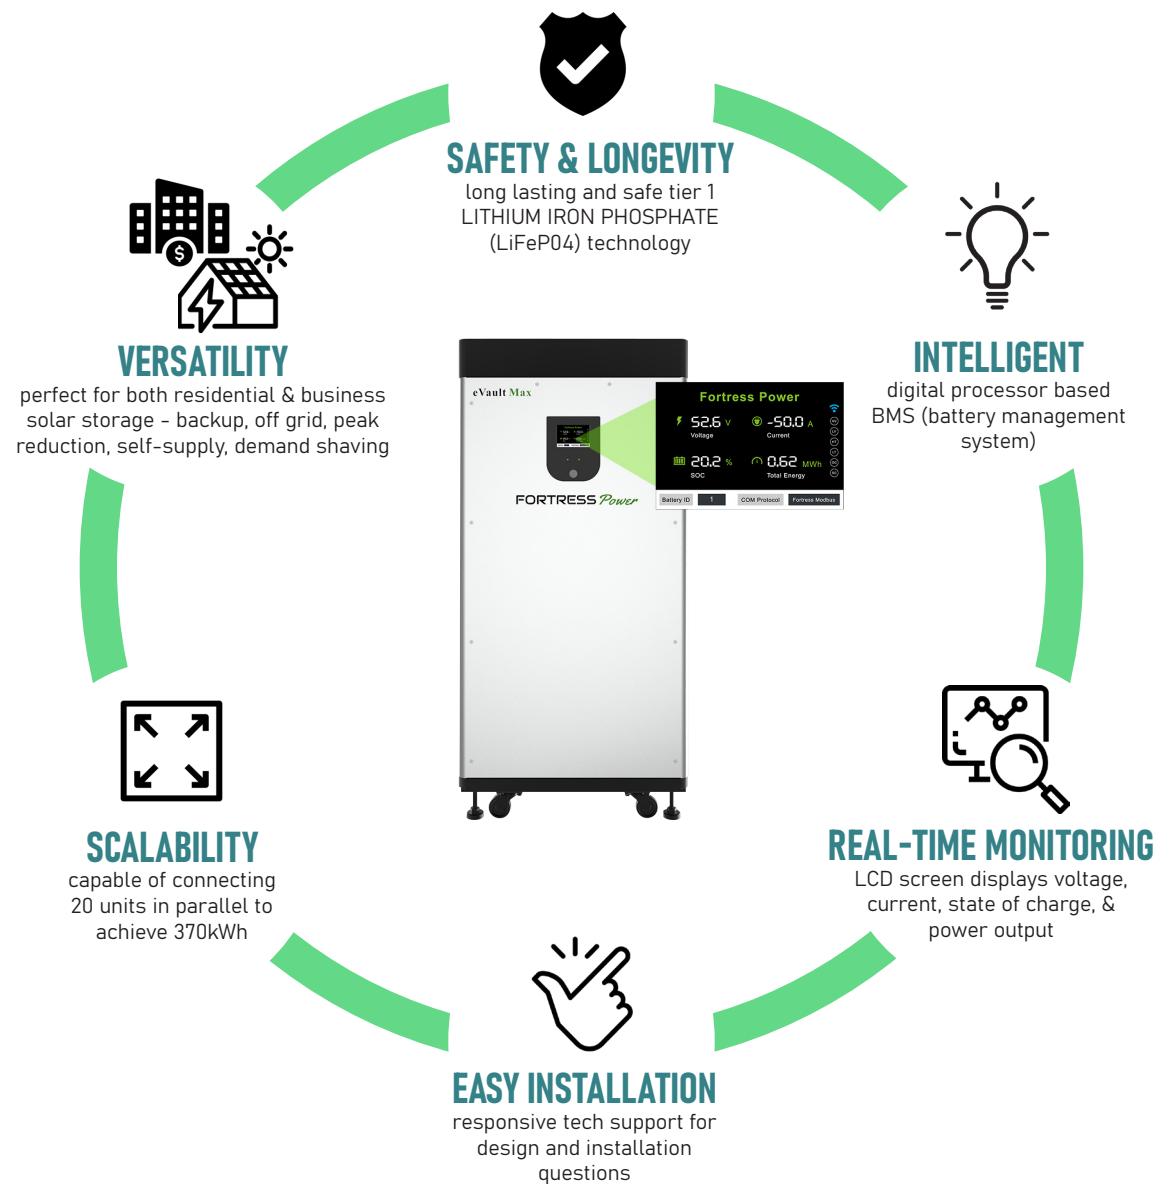 SAFETY & LONGEVITY
long lasting and safe tier 1
LITHIUM IRON PHOSPHATE
(LiFeP04) technology
VERSATILITY
perfect for both residential & business
solar storage - backup, off grid, peak
reduction, self-supply, demand shaving
INTELLIGENT
digital processor based
BMS (battery management
system)
eVault Max
FORTRESS Power
Fortress Power
52.6 V
Voltage
-50.0 A
Current
20.2 %
SOC
0.62 MWh
Total Energy
Battery ID 1 COM Protocol Fortress Modbus
SCALABILITY
capable of connecting
20 units in parallel to
achieve 370kWh
REAL-TIME MONITORING
LCD screen displays voltage,
current, state of charge, &
power output
EASY INSTALLATION
responsive tech support for
design and installation
questions